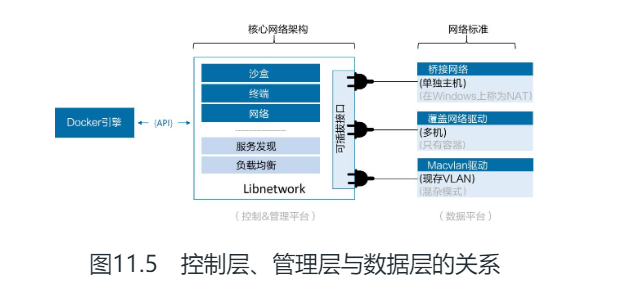 核心网络架构
网络标准
沙盒
终端
网络
服务发现
负载均衡
Libnetwork
Docker引擎
(API)
可插拔接口
桥接网络
(单独主机)
(在Windows上称为NAT)
覆盖网络驱动
(多机)
(只有容器)
Macvlan驱动
(现存VLAN)
(混杂模式)
（控制&管理平台）
（数据平台）
图11.5 控制层、管理层与数据层的关系